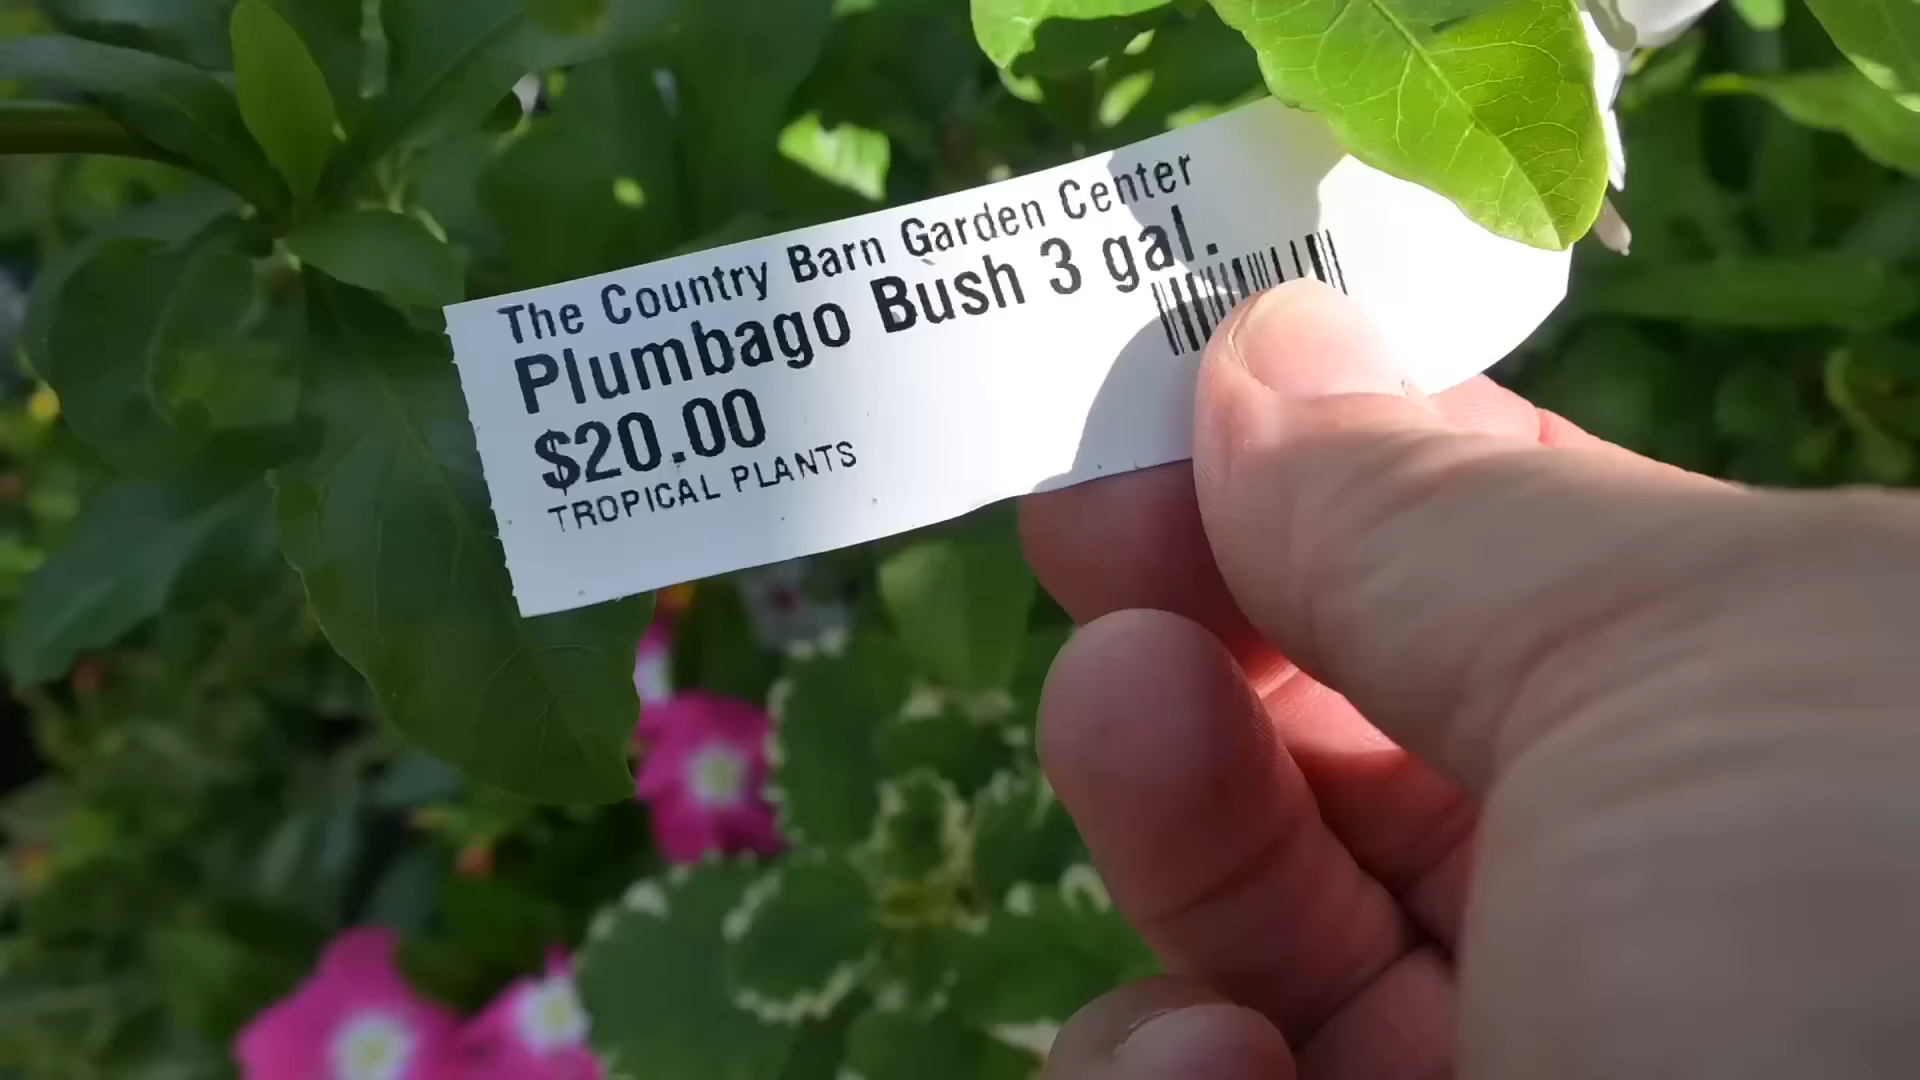 The Country Barn Garden Center
Plumbago Bush 3 gal.
$20.00
TROPICAL PLANTS